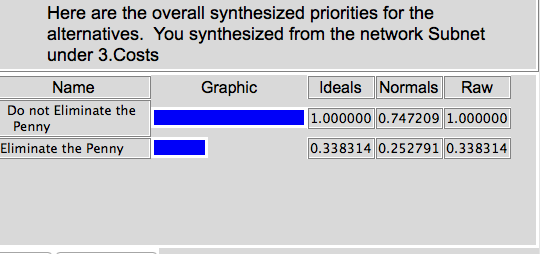 Here are the overall synthesized priorities for the
alternatives. You synthesized from the network Subnet
under 3.Costs
Name Graphic Ideals Normals Raw
Do not Eliminate the
Penny
1.000000 0.747209 1.000000
Eliminate the Penny 0.338314 0.252791 0.338314